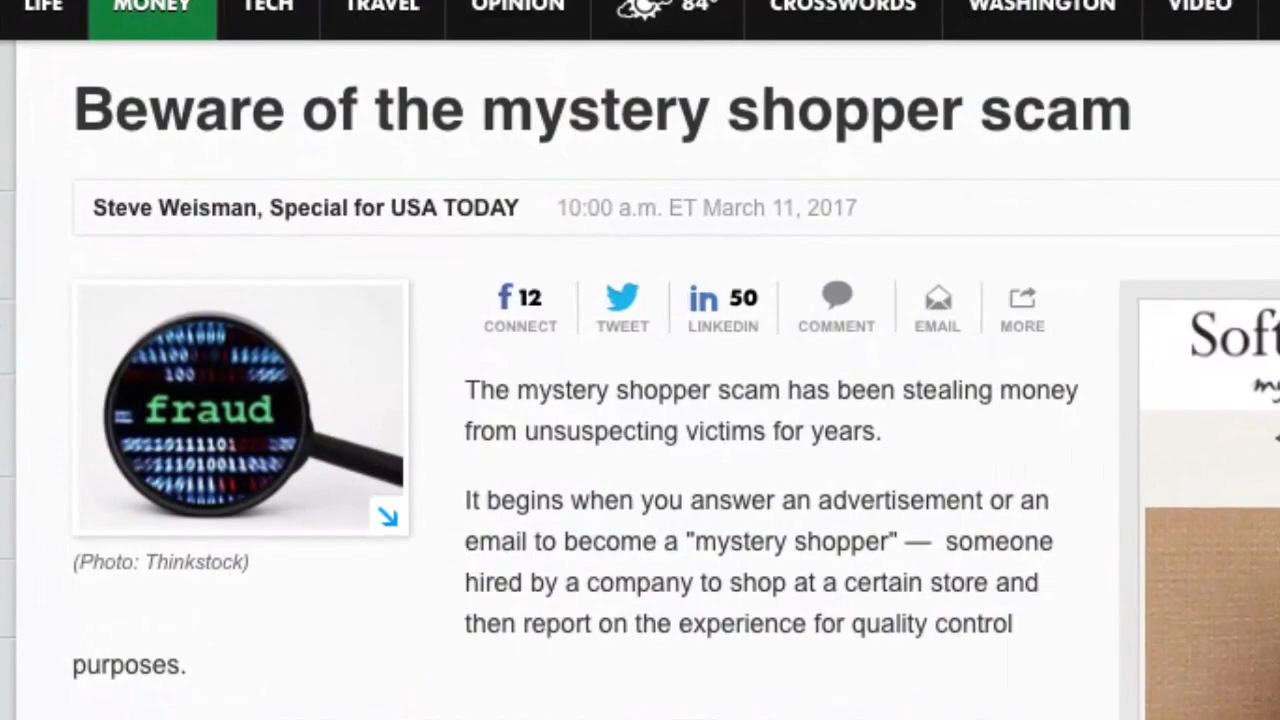 LIFE MONEY TECH TRAVEL OPINION 84° CROSSWORDS WASHINGTON VIDEO
Beware of the mystery shopper scam
Steve Weisman, Special for USA TODAY 10:00 a.m. ET March 11, 2017
12 50
CONNECT TWEET LINKEDIN COMMENT EMAIL MORE
fraud
(Photo: Thinkstock)
The mystery shopper scam has been stealing money
from unsuspecting victims for years.
It begins when you answer an advertisement or an
email to become a "mystery shopper" — someone
hired by a company to shop at a certain store and
then report on the experience for quality control
purposes.